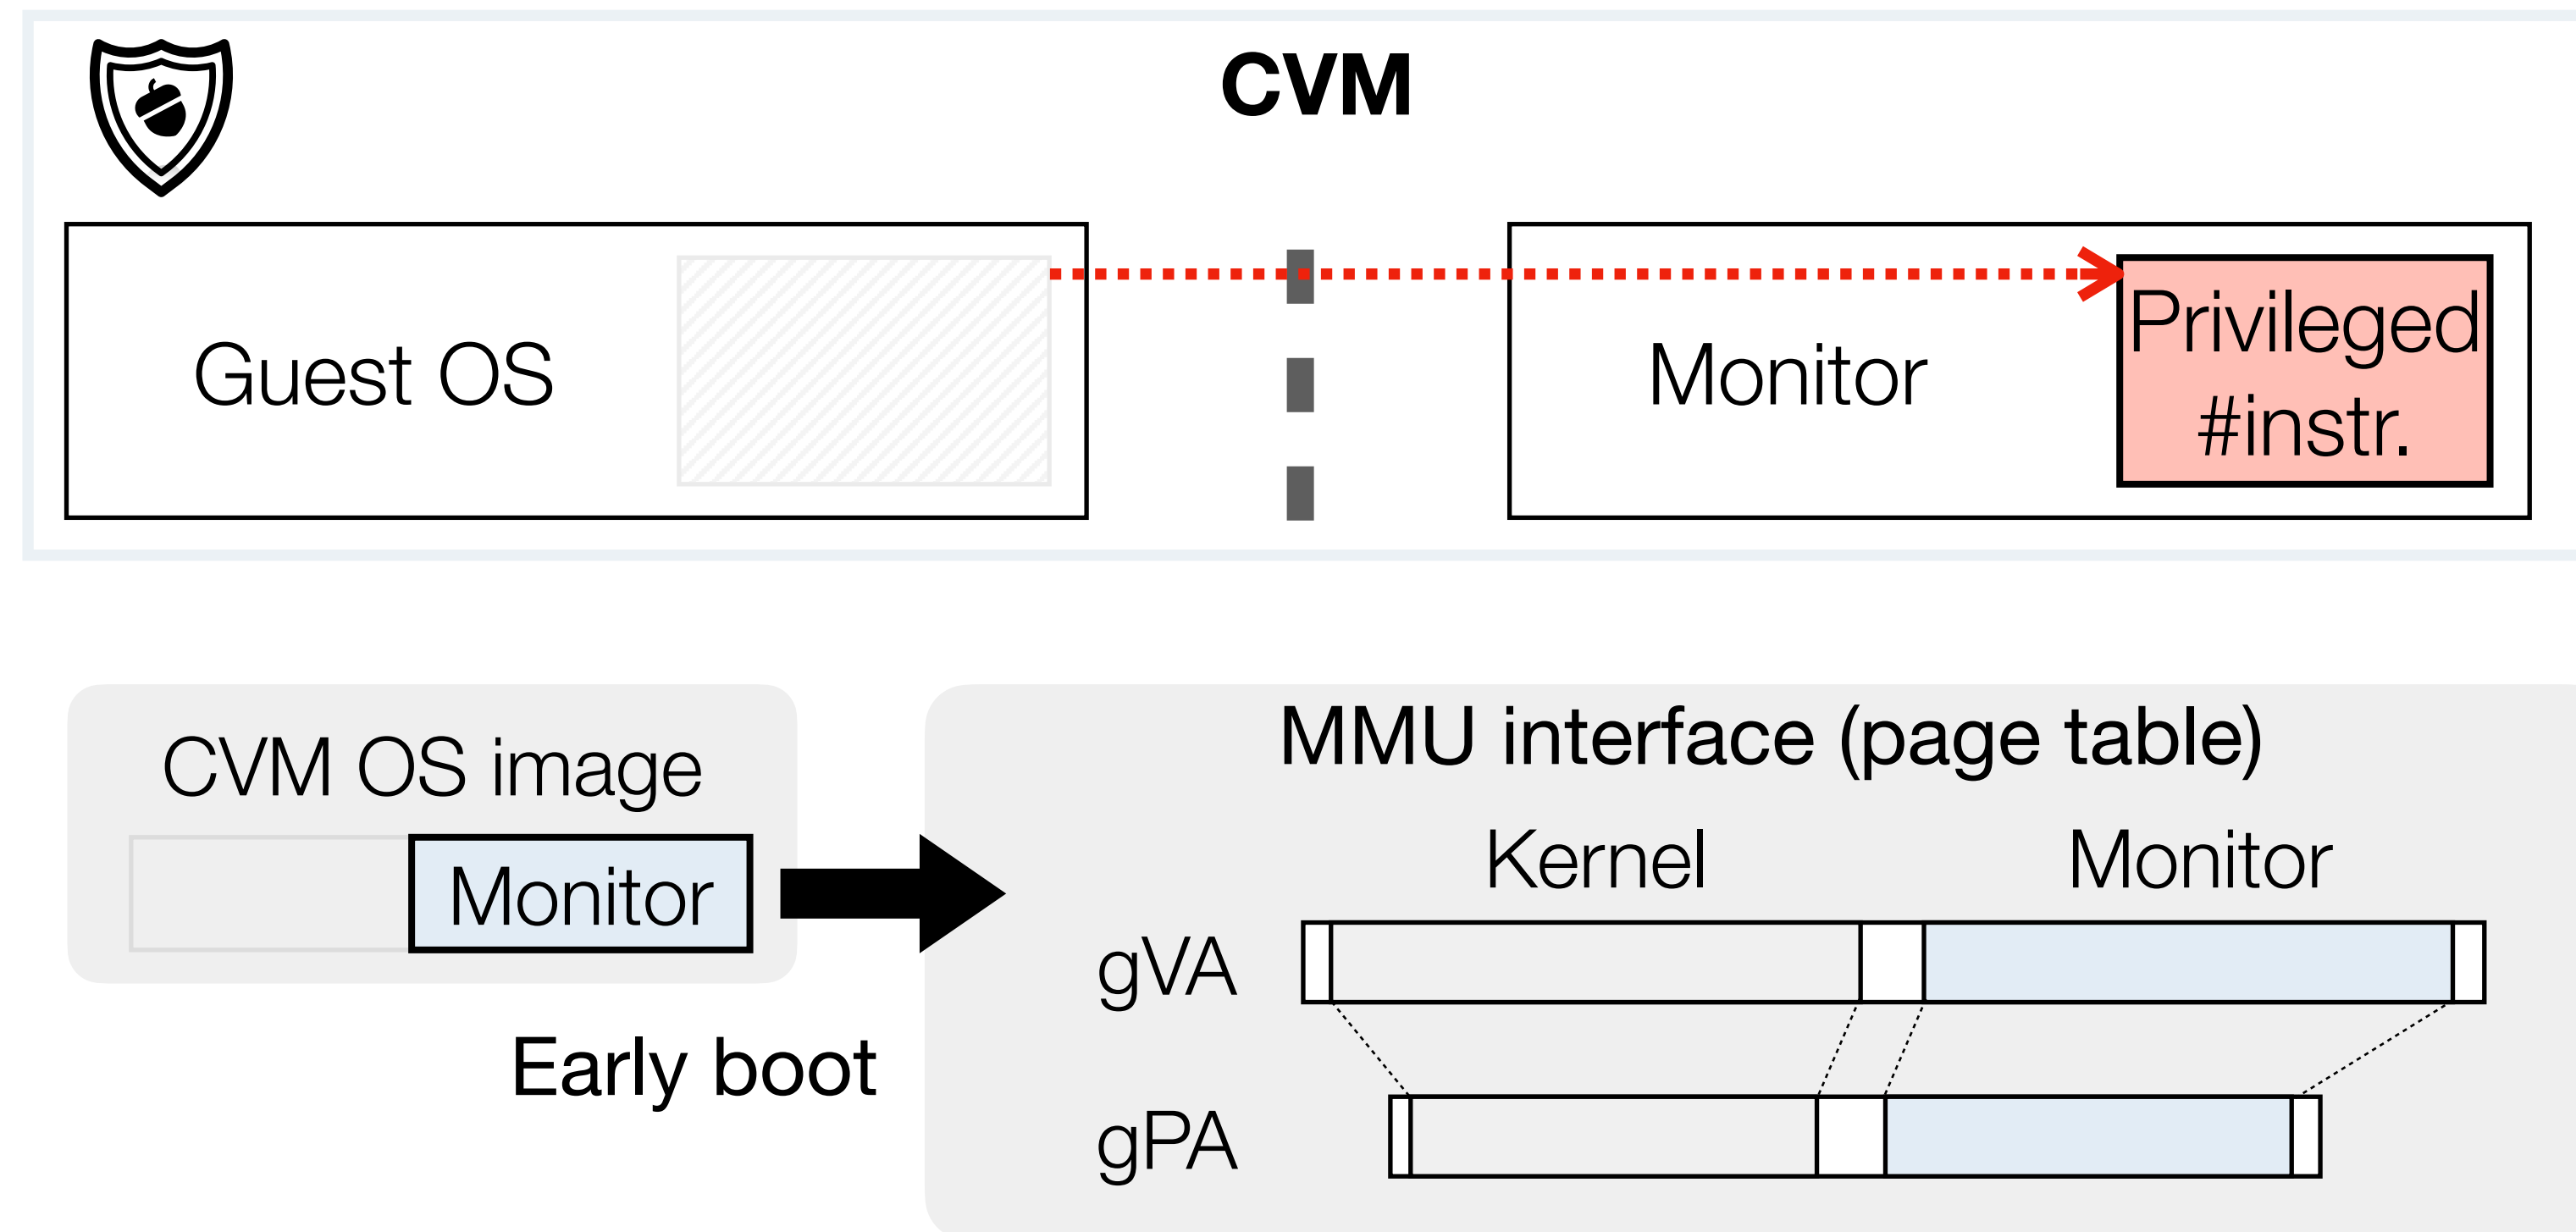 CVM
Guest OS
Monitor
Privileged
#instr.
CVM OS image
Monitor
Early boot
MMU interface (page table)
Kernel
Monitor
gVA
gPA